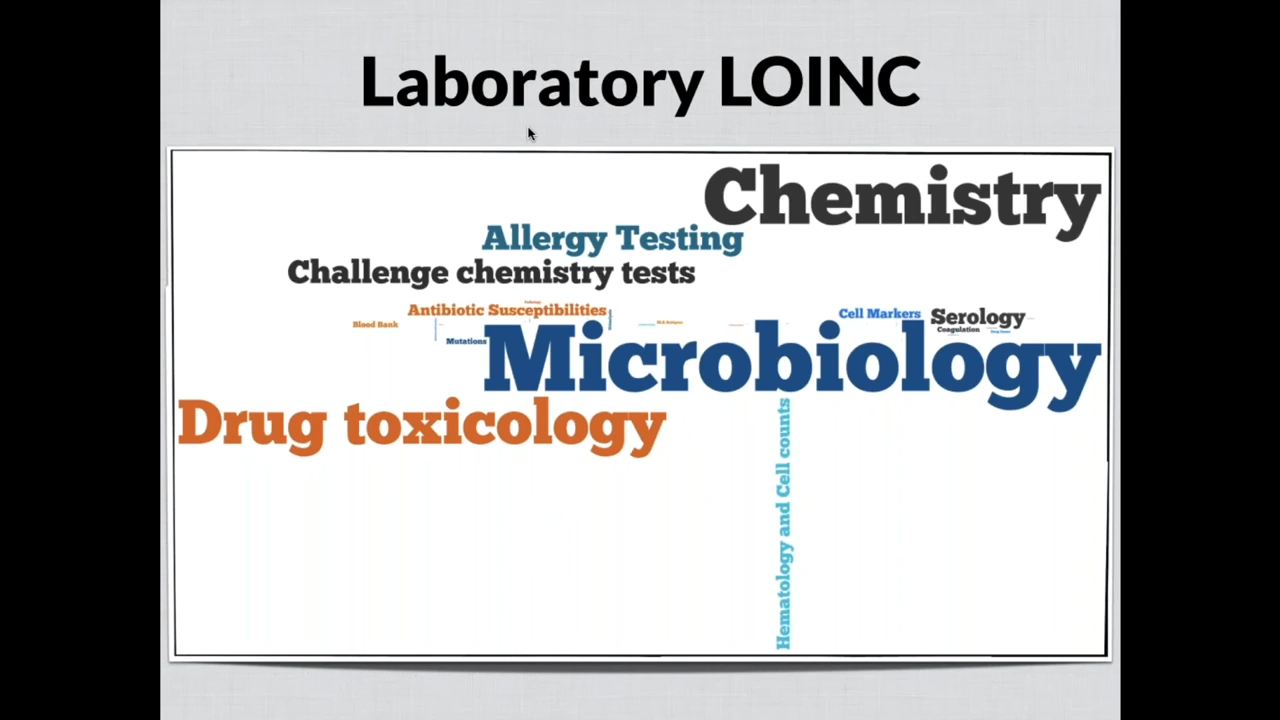 Laboratory LOINC
Chemistry
Allergy Testing
Challenge chemistry tests
Antibiotic Susceptibilities
Cell Markers
Serology
Blood Bank
Coagulation
Mutations
Microbiology
Drug toxicology
Hematology and Cell counts